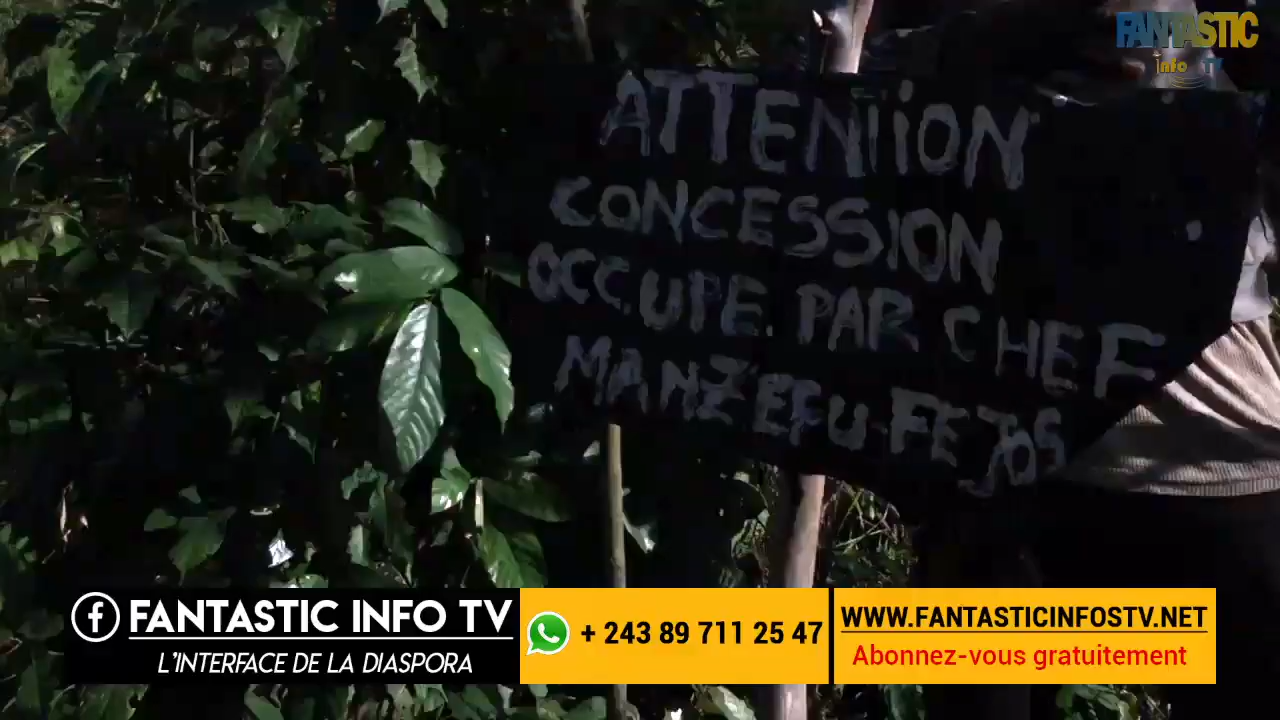 FANTASTIC
info TV
ATTENTiON
CONCESSION
OCCUPE PAR CHEF
MANZEFU FEJOS
FANTASTIC INFO TV
L'INTERFACE DE LA DIASPORA
+ 243 89 711 25 47
WWW.FANTASTICINFOSTV.NET
Abonnez-vous gratuitement